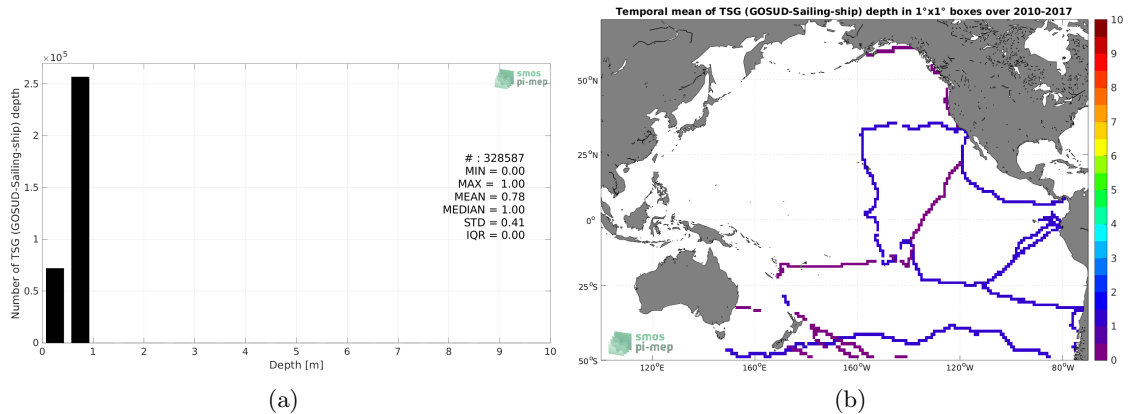 ×10⁵
2.5
2
1.5
1
0.5
0
0 1 2 3 4 5 6 7 8 9 10
Number of TSG (GOSUD-Sailing-ship) depth
Depth [m]
smos
pi-mep
# : 328587
MIN = 0.00
MAX = 1.00
MEAN = 0.78
MEDIAN = 1.00
STD = 0.41
IQR = 0.00
(a)
Temporal mean of TSG (GOSUD-Sailing-ship) depth in 1°x1° boxes over 2010-2017
50°N
25°N
0°
25°S
50°S
120°E 160°E 160°W 120°W 80°W
smos
pi-mep
10
9
8
7
6
5
4
3
2
1
0
(b)